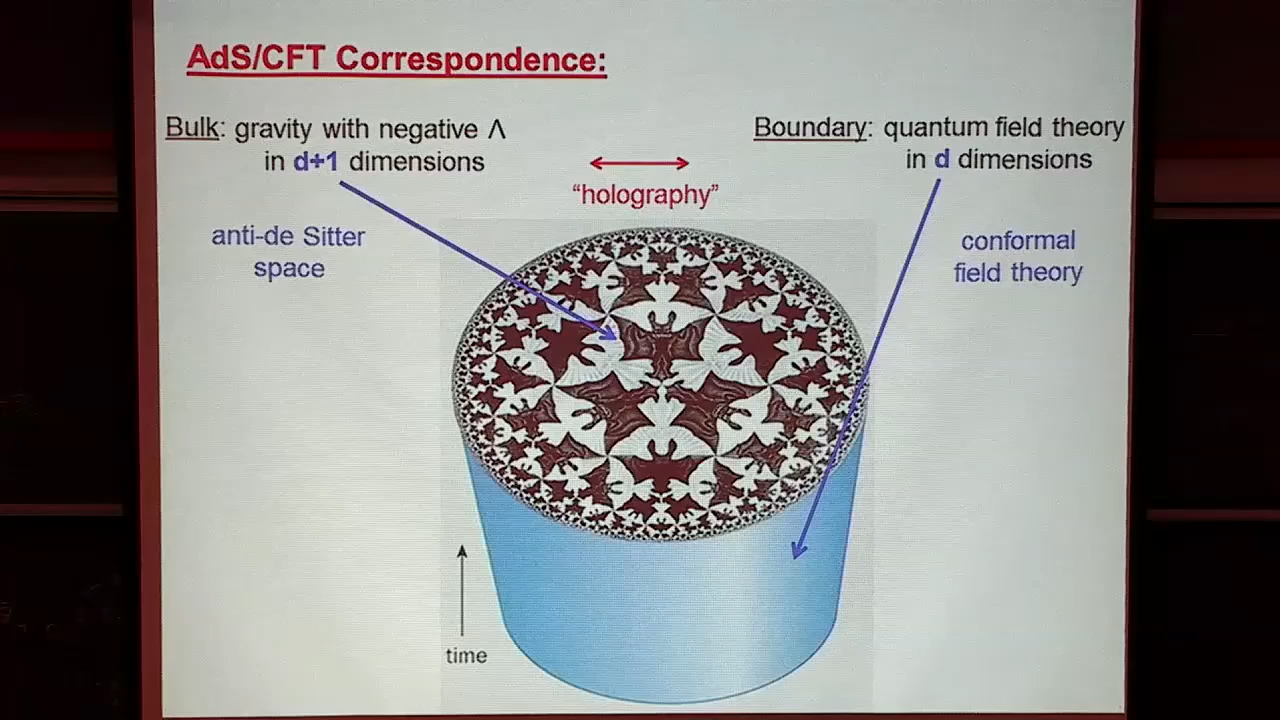 AdS/CFT Correspondence:
Bulk: gravity with negative Λ
in d+1 dimensions
Boundary: quantum field theory
in d dimensions
“holography”
anti-de Sitter
space
conformal
field theory
time